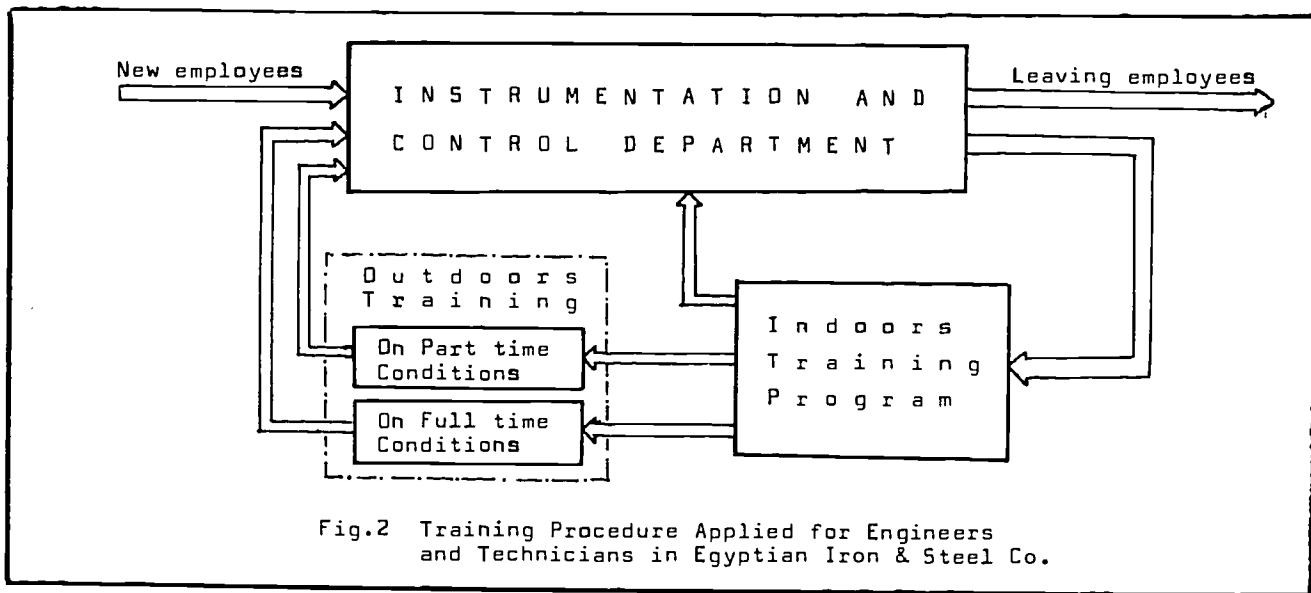 New employees
INSTRUMENTATION AND
CONTROL DEPARTMENT
Leaving employees
Outdoors
Training
On Part time
Conditions
On Full time
Conditions
Indoors
Training
Program
Fig.2 Training Procedure Applied for Engineers
and Technicians in Egyptian Iron & Steel Co.